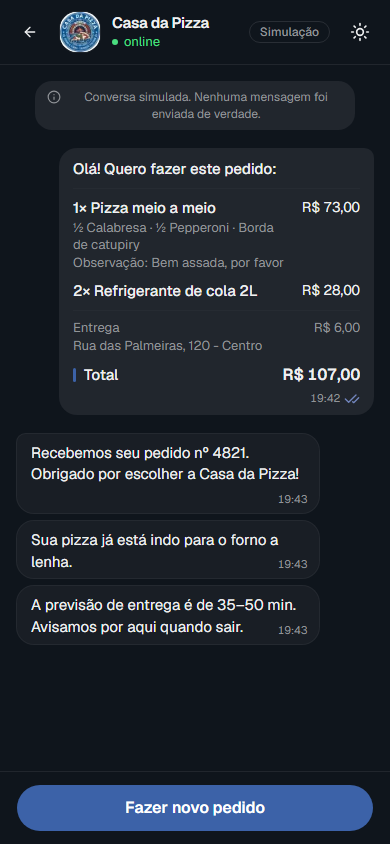 Casa da Pizza
online
Simulação
Conversa simulada. Nenhuma mensagem foi
enviada de verdade.
Olá! Quero fazer este pedido:
1× Pizza meio a meio R$ 73,00
½ Calabresa · ½ Pepperoni · Borda
de catupiry
Observação: Bem assada, por favor
2× Refrigerante de cola 2L R$ 28,00
Entrega R$ 6,00
Rua das Palmeiras, 120 - Centro
Total R$ 107,00
19:42
Recebemos seu pedido nº 4821.
Obrigado por escolher a Casa da Pizza!
19:43
Sua pizza já está indo para o forno a
lenha.
19:43
A previsão de entrega é de 35–50 min.
Avisamos por aqui quando sair.
19:43
Fazer novo pedido